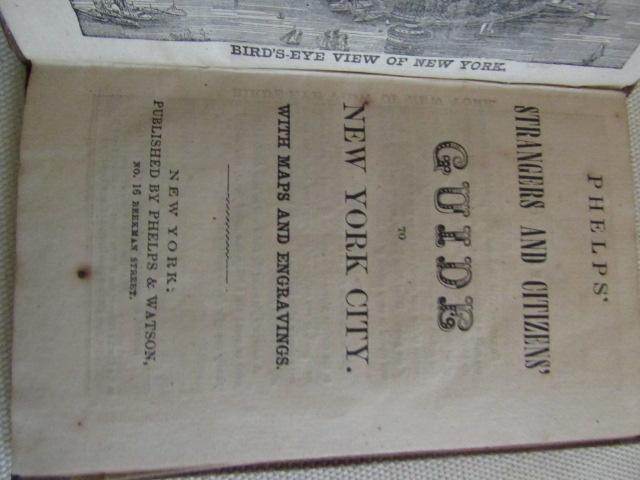 BIRD'S-EYE VIEW OF NEW YORK.
PHELPS'
STRANGERS AND CITIZENS'
GUIDE
TO
NEW YORK CITY.
WITH MAPS AND ENGRAVINGS.
NEW YORK:
PUBLISHED BY PHELPS & WATSON,
NO. 16 BEEKMAN STREET.